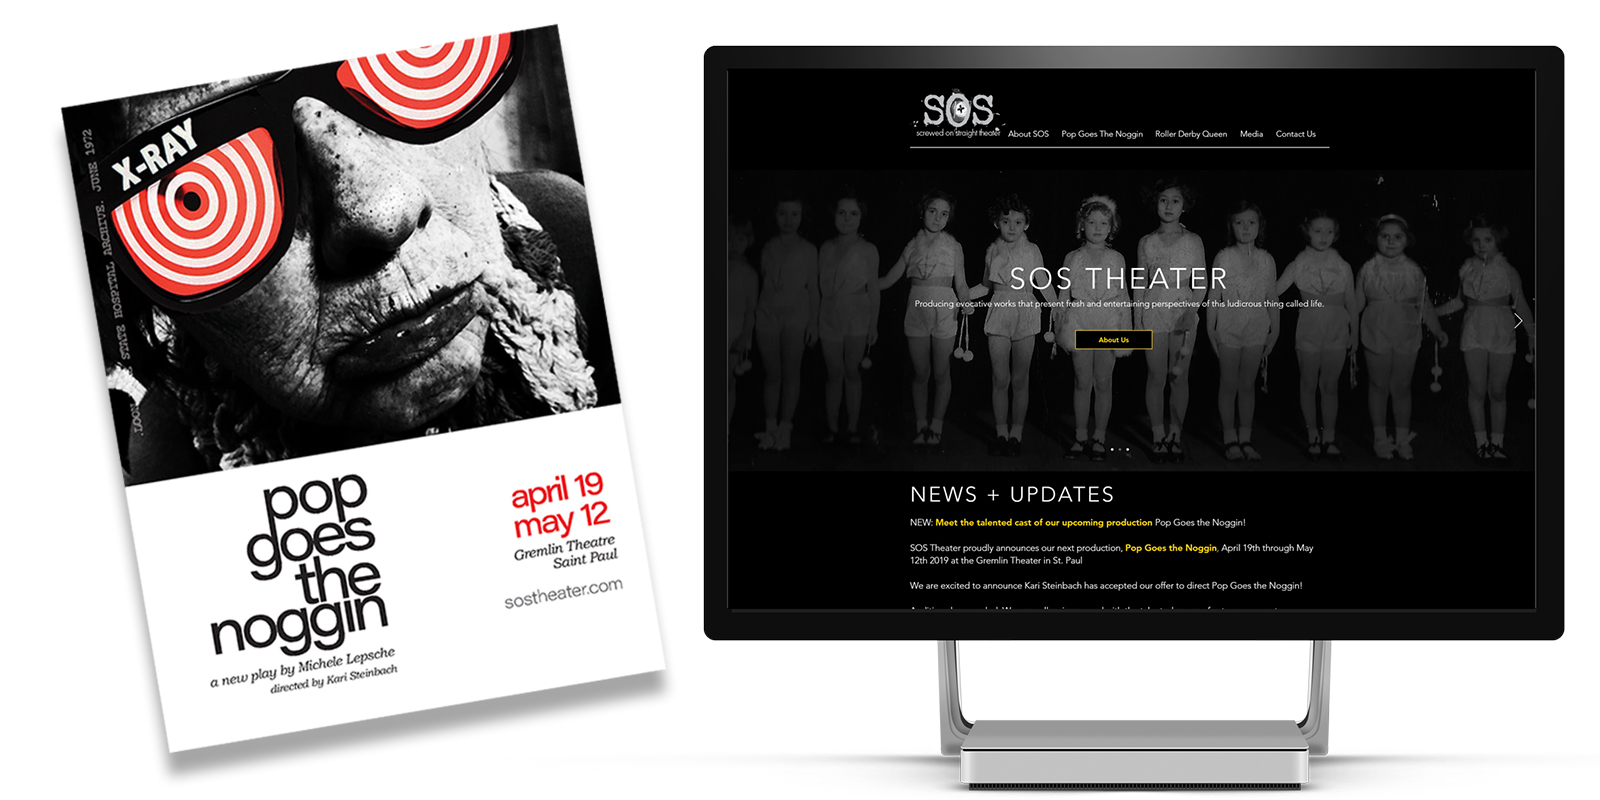 X-RAY
STATE HOSPITAL ARCHIVE. JUNE 1972
pop
goes
the
noggin
a new play by Michele Lepsche
directed by Kari Steinbach
april 19
may 12
Gremlin Theatre
Saint Paul
sostheater.com
SOS
screwed on straight theater
About SOS Pop Goes The Noggin Roller Derby Queen Media Contact Us
SOS THEATER
Producing evocative works that present fresh and entertaining perspectives of this ludicrous thing called life.
About Us
NEWS + UPDATES
NEW: Meet the talented cast of our upcoming production Pop Goes the Noggin!
SOS Theater proudly announces our next production, Pop Goes the Noggin, April 19th through May
12th 2019 at the Gremlin Theater in St. Paul
We are excited to announce Kari Steinbach has accepted our offer to direct Pop Goes the Noggin!